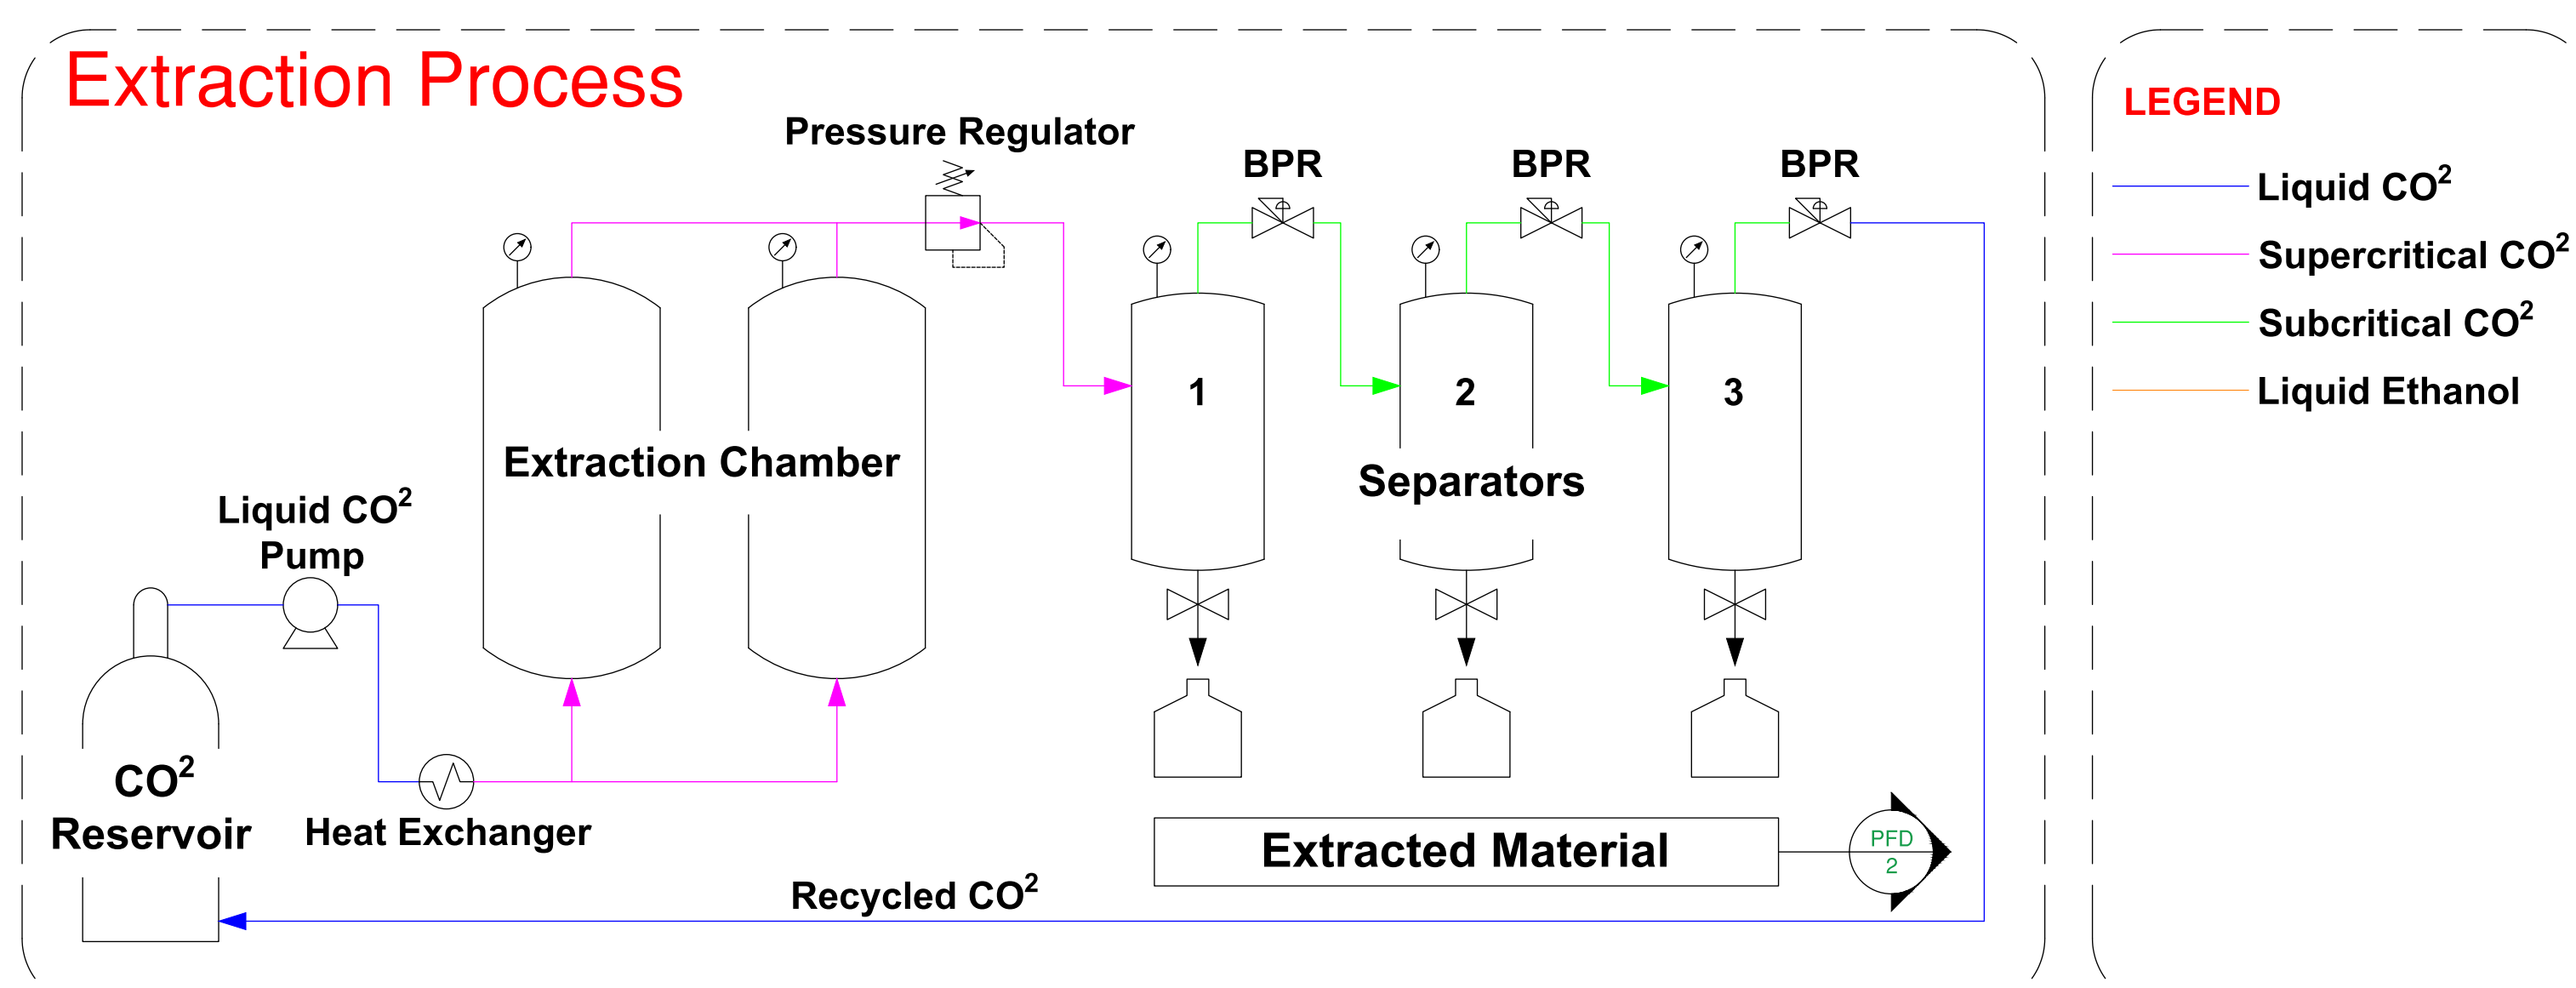 Extraction Process
Pressure Regulator
BPR
BPR
BPR
1
2
3
Extraction Chamber
Separators
Liquid CO²
Pump
CO²
Reservoir
Heat Exchanger
Extracted Material
PFD
2
Recycled CO²
LEGEND
Liquid CO²
Supercritical CO²
Subcritical CO²
Liquid Ethanol